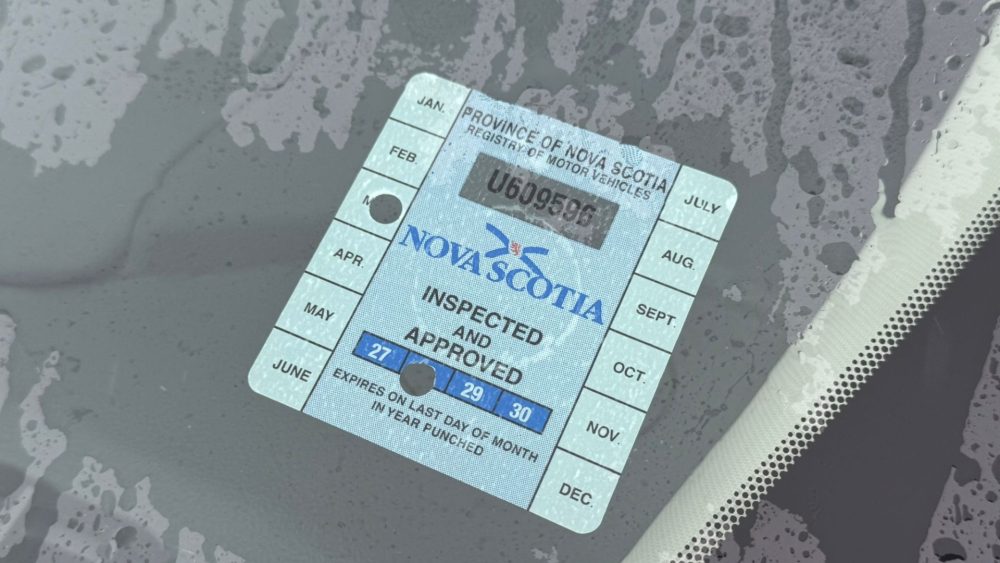 JAN.
FEB.
APR.
MAY
JUNE
PROVINCE OF NOVA SCOTIA
REGISTRY OF MOTOR VEHICLES
U609596
NOVA SCOTIA
INSPECTED
AND
APPROVED
27 29 30
EXPIRES ON LAST DAY OF MONTH
IN YEAR PUNCHED
JULY
AUG.
SEPT.
OCT.
NOV.
DEC.